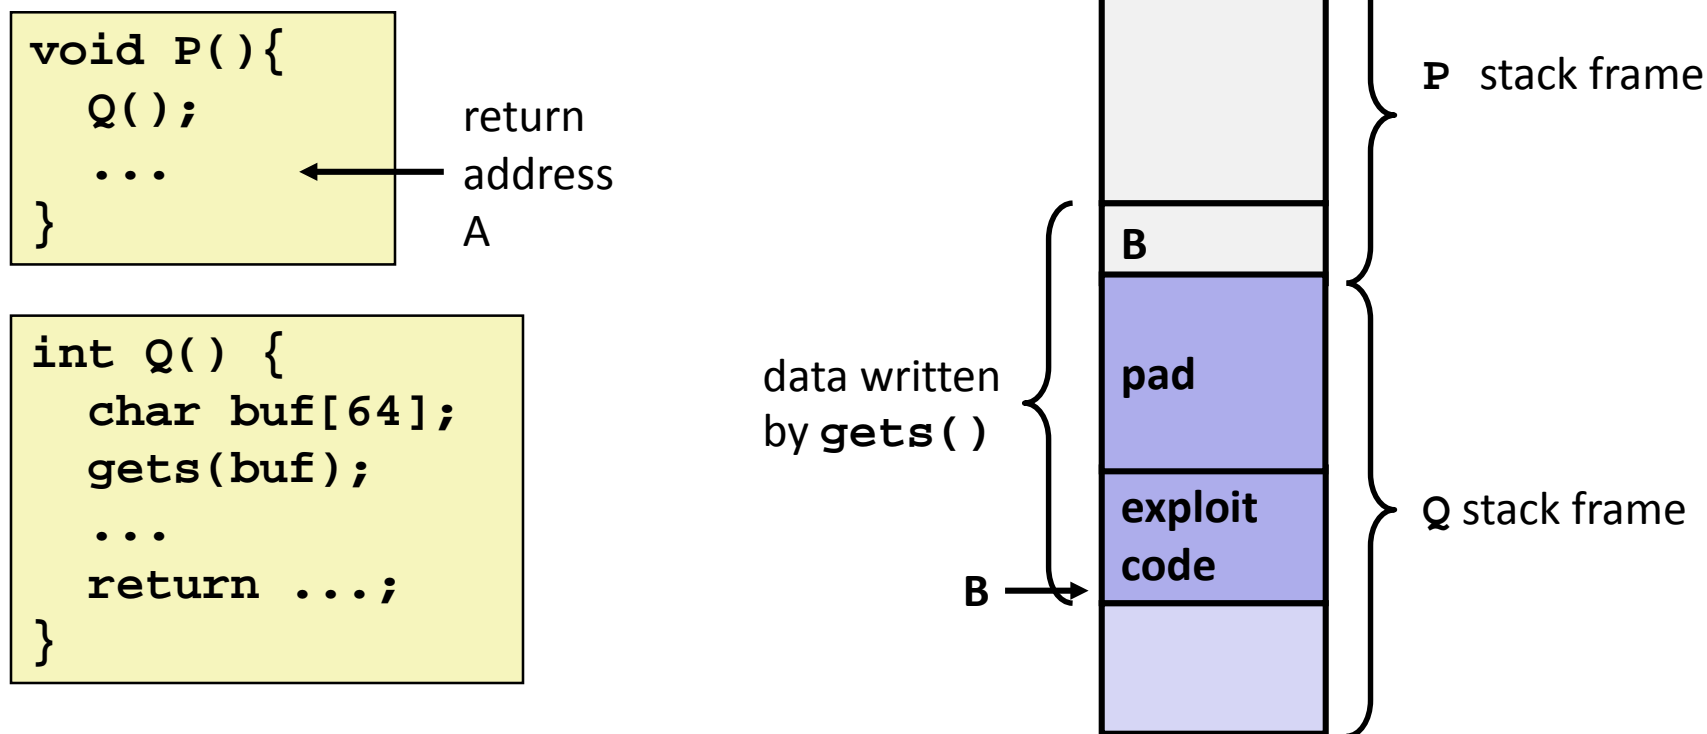 void P(){
  Q();
  ...
}
return
address
A
int Q() {
  char buf[64];
  gets(buf);
  ...
  return ...;
}
data written
by gets()
B
B
pad
exploit
code
P stack frame
Q stack frame